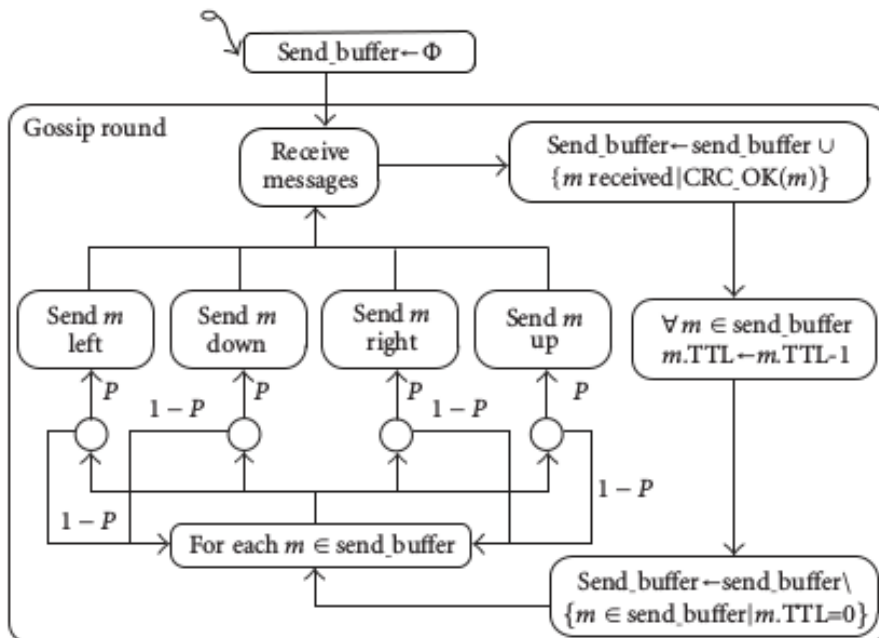 Send_buffer←Φ
Gossip round
Receive
messages
Send_buffer←send_buffer ∪
{m received|CRC_OK(m)}
Send m
left
Send m
down
Send m
right
Send m
up
∀ m ∈ send_buffer
m.TTL←m.TTL-1
P
P
P
P
1 − P
1 − P
1 − P
1 − P
For each m ∈ send_buffer
Send_buffer←send_buffer\
{m ∈ send_buffer|m.TTL=0}